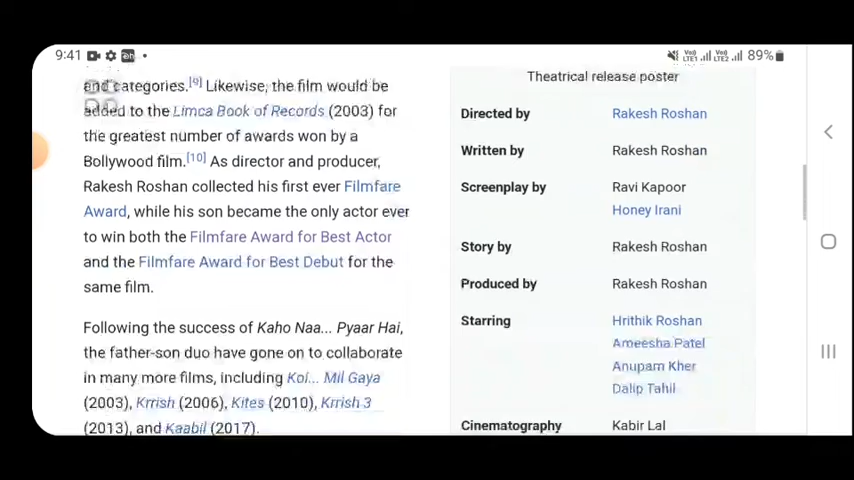 9:41
89%
and categories.[9] Likewise, the film would be
added to the Limca Book of Records (2003) for
the greatest number of awards won by a
Bollywood film.[10] As director and producer,
Rakesh Roshan collected his first ever Filmfare
Award, while his son became the only actor ever
to win both the Filmfare Award for Best Actor
and the Filmfare Award for Best Debut for the
same film.
Following the success of Kaho Naa... Pyaar Hai,
the father-son duo have gone on to collaborate
in many more films, including Koi... Mil Gaya
(2003), Krrish (2006), Kites (2010), Krrish 3
(2013), and Kaabil (2017).
Theatrical release poster
Directed by Rakesh Roshan
Written by Rakesh Roshan
Screenplay by Ravi Kapoor
Honey Irani
Story by Rakesh Roshan
Produced by Rakesh Roshan
Starring Hrithik Roshan
Ameesha Patel
Anupam Kher
Dalip Tahil
Cinematography Kabir Lal